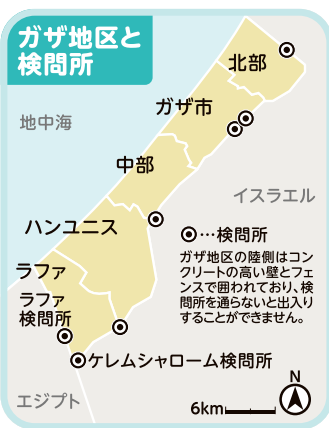 ガザ地区と
検問所
北部
ガザ市
地中海
中部
イスラエル
ハンユニス
…検問所
ガザ地区の陸側はコン
クリートの高い壁とフェ
ンスで囲われており、検
問所を通らないと出入り
することができません。
ラファ
ラファ
検問所
ケレムシャローム検問所
エジプト
N
6km